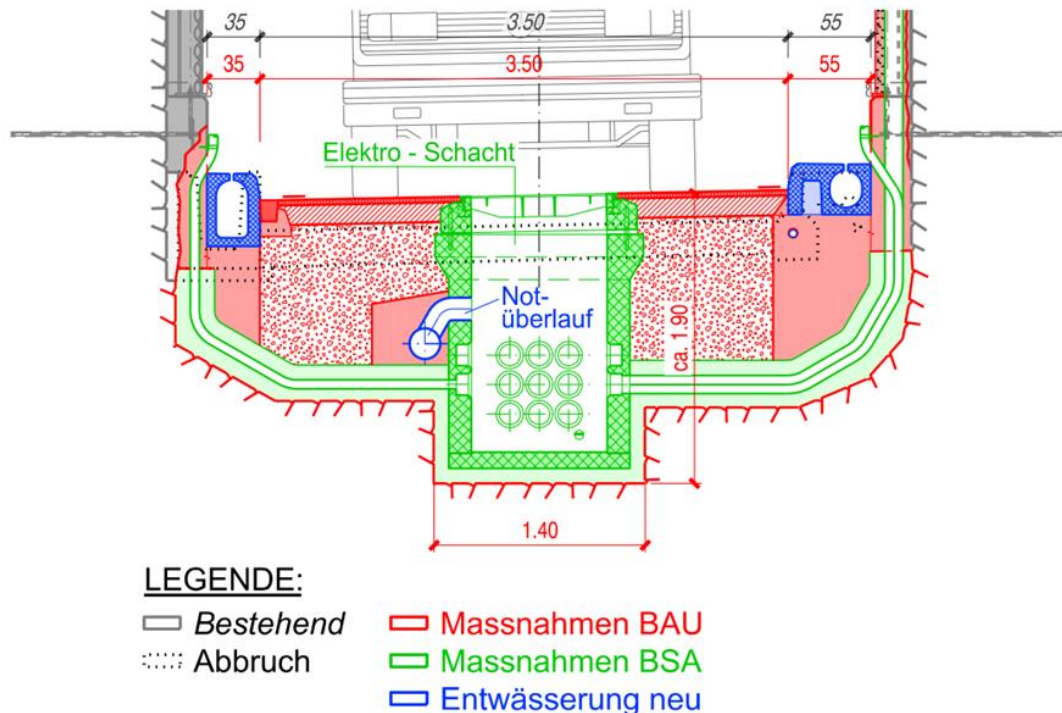 35 3.50 55
35 3.50 55
Elektro - Schacht
Not-
überlauf
ca. 1.90
1.40
LEGENDE:
Bestehend
Massnahmen BAU
Abbruch
Massnahmen BSA
Entwässerung neu